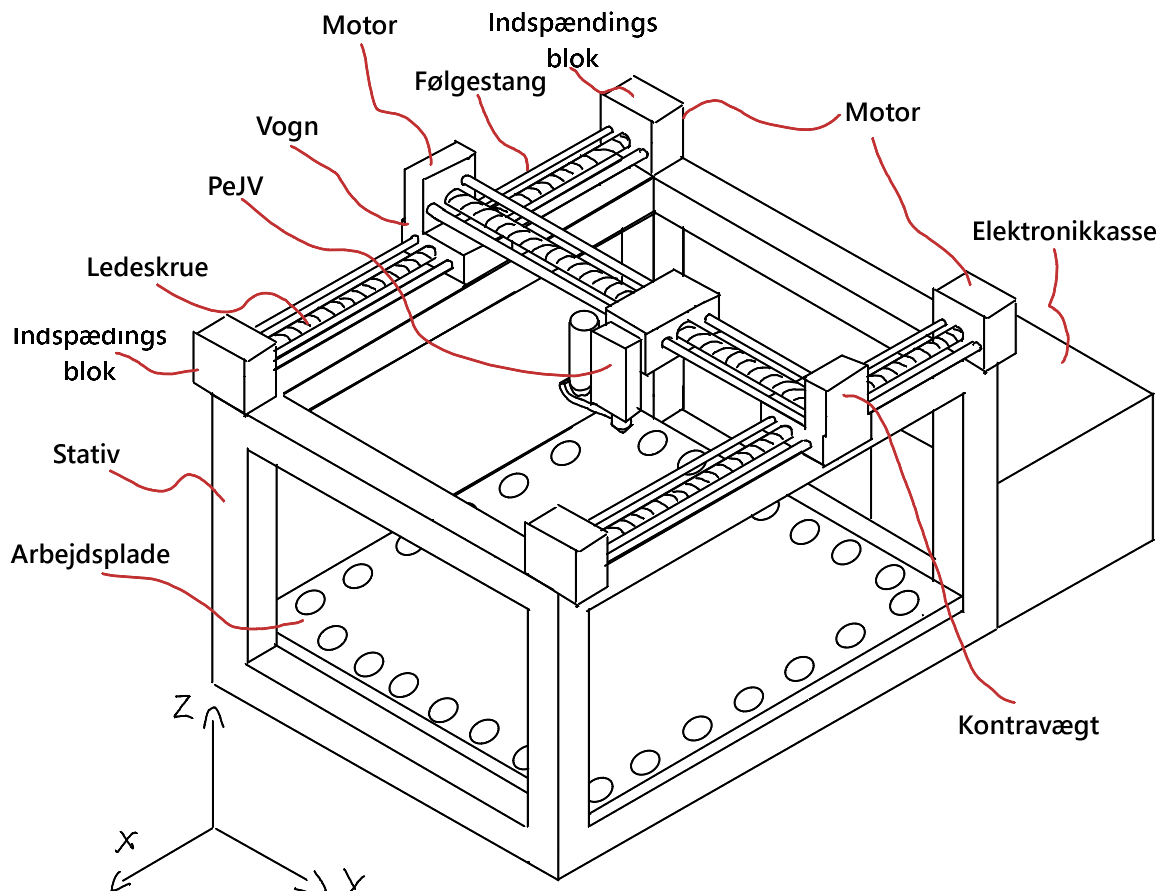 Motor
Indspændings
blok
Følgestang
Motor
Vogn
PeJV
Elektronikkasse
Ledeskrue
Indspædings
blok
Stativ
Arbejdsplade
Kontravægt
Z
X
Y